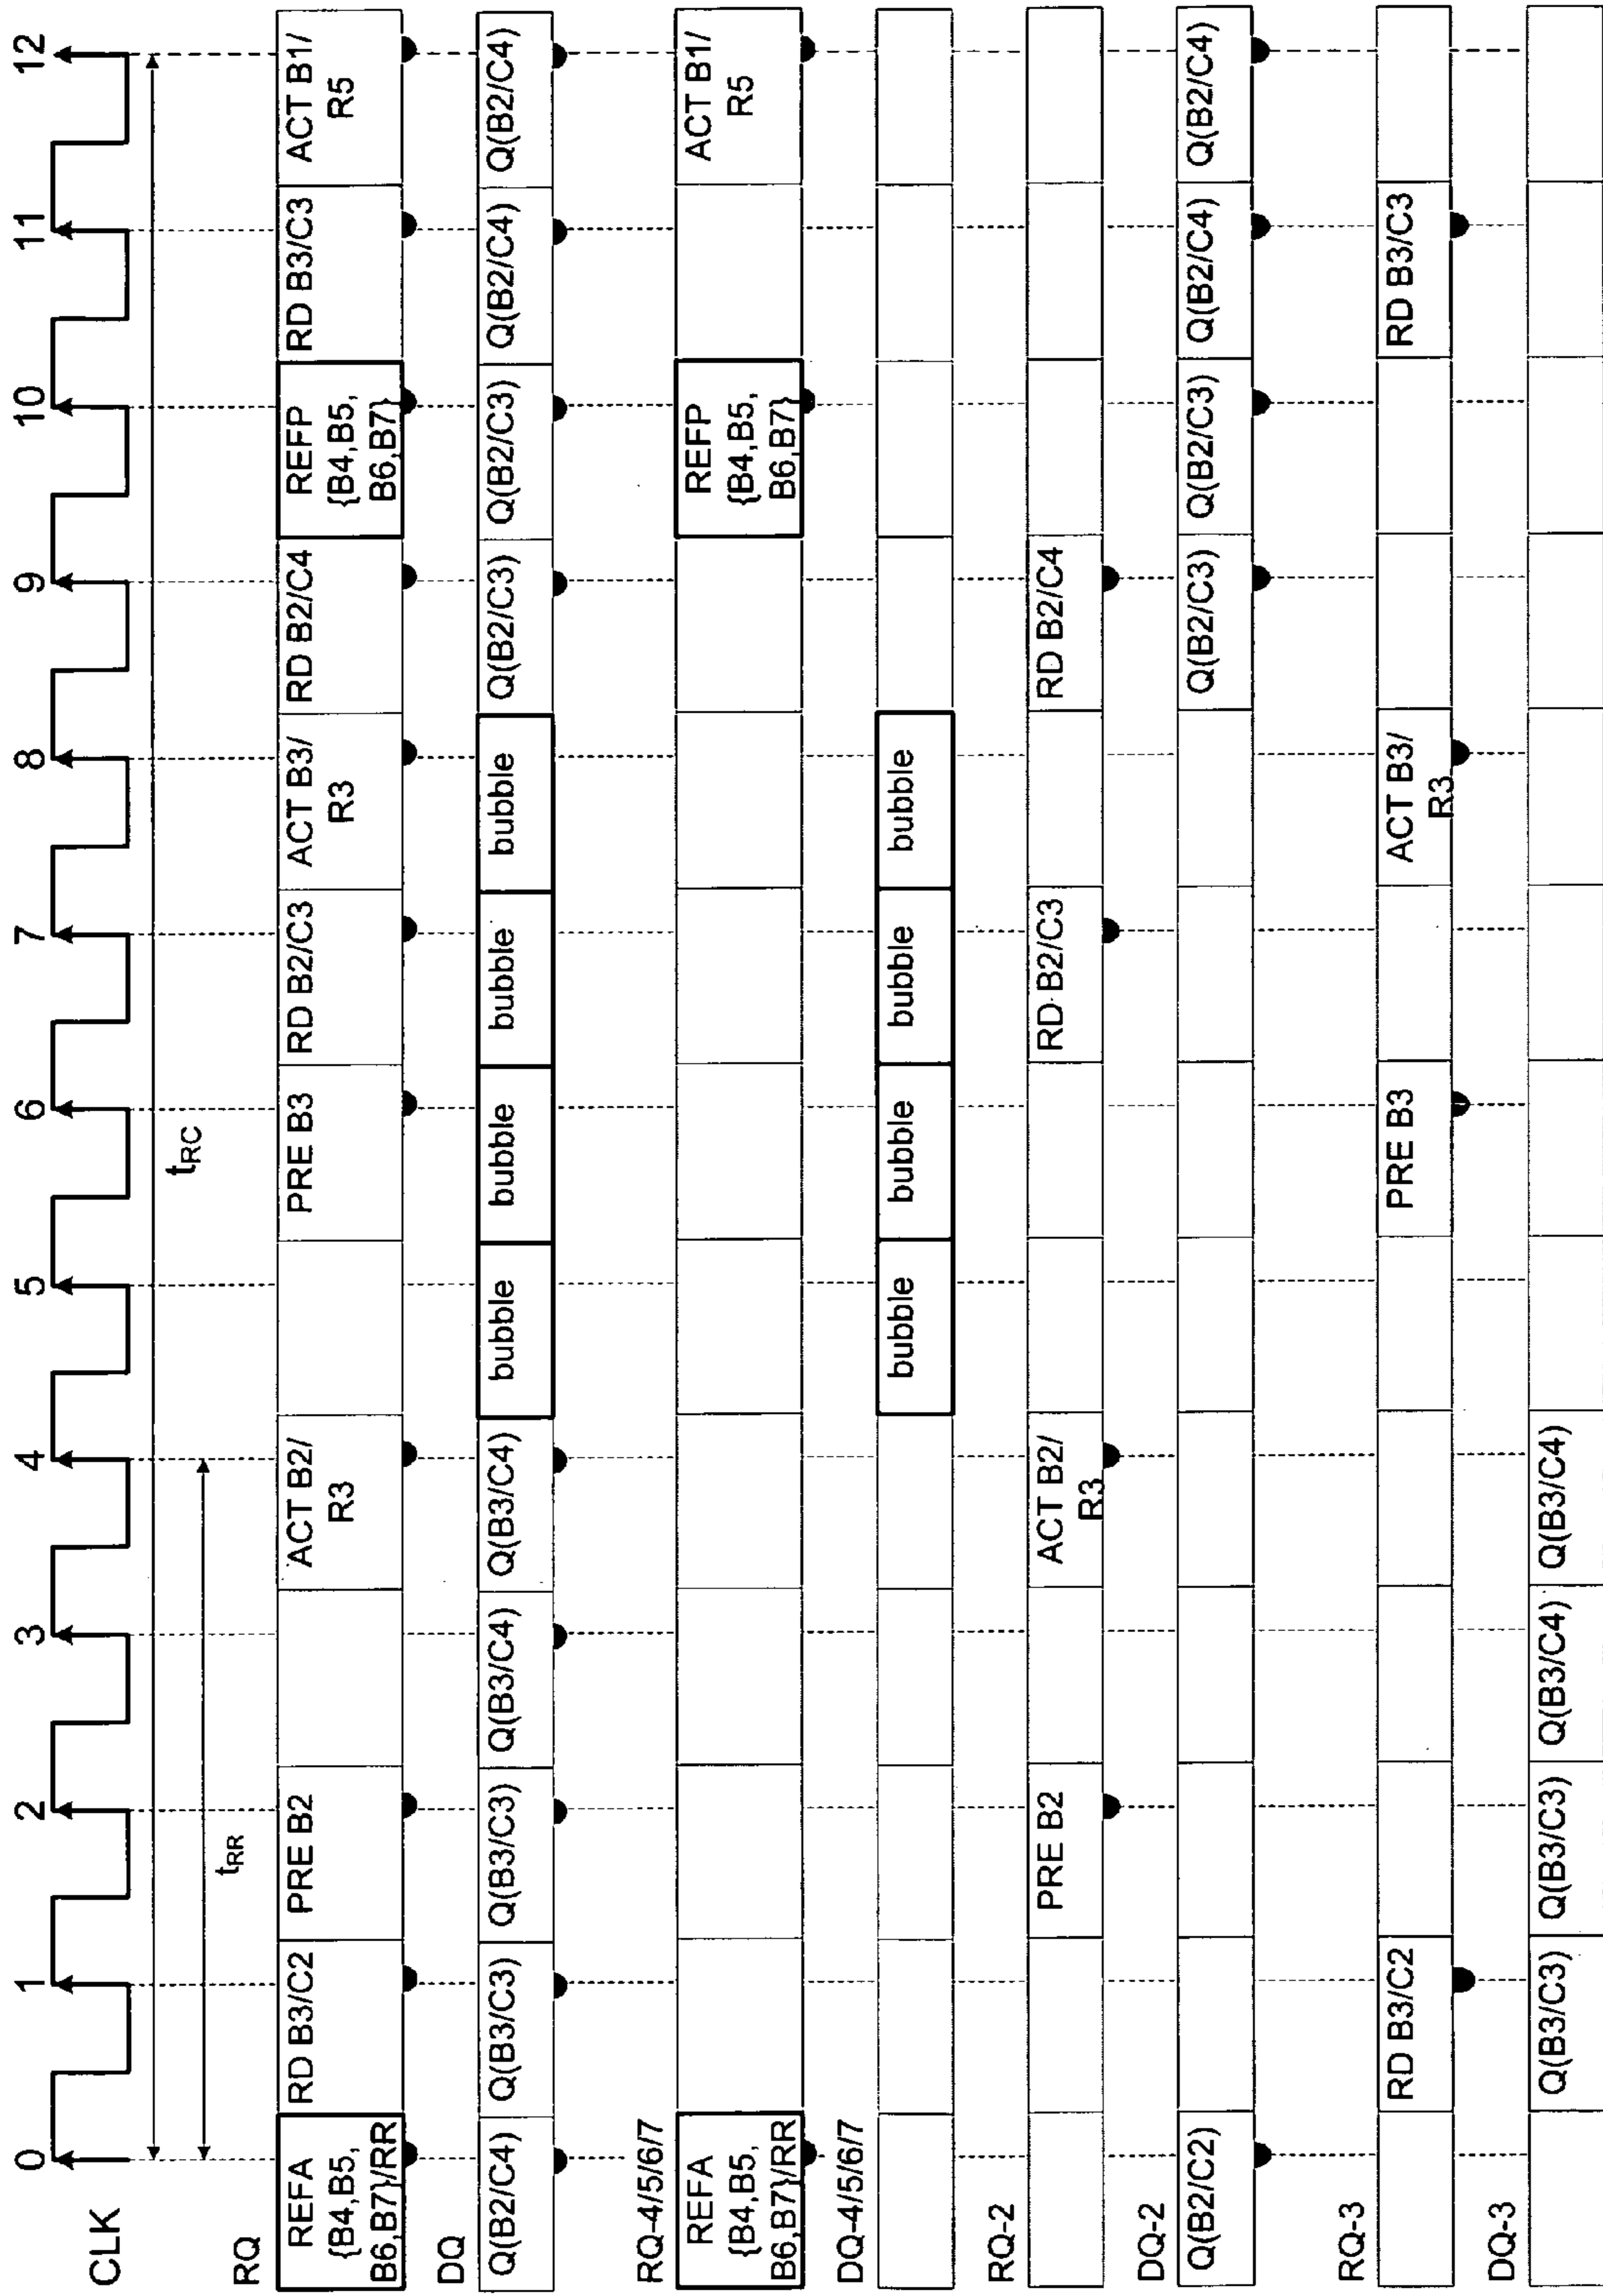 0 1 2 3 4 5 6 7 8 9 10 11 12
CLK
tRC
tRR
RQ
REFA
{B4,B5,
B6,B7}/RR
RD B3/C2
PRE B2
ACT B2/
R3
PRE B3
RD B2/C3
ACT B3/
R3
RD B2/C4
REFP
{B4,B5,
B6,B7}
RD B3/C3
ACT B1/
R5
DQ
Q(B2/C4) Q(B3/C3) Q(B3/C3) Q(B3/C4) Q(B3/C4) bubble bubble bubble bubble Q(B2/C3) Q(B2/C3) Q(B2/C4) Q(B2/C4)
RQ-4/5/6/7
REFA
{B4,B5,
B6,B7}/RR
REFP
{B4,B5,
B6,B7}
ACT B1/
R5
DQ-4/5/6/7
bubble bubble bubble bubble
RQ-2
PRE B2
ACT B2/
R3
RD B2/C3
RD B2/C4
DQ-2
Q(B2/C2) Q(B2/C3) Q(B2/C3) Q(B2/C4) Q(B2/C4)
RQ-3
RD B3/C2
PRE B3
ACT B3/
R3
RD B3/C3
DQ-3
Q(B3/C3) Q(B3/C3) Q(B3/C4) Q(B3/C4)